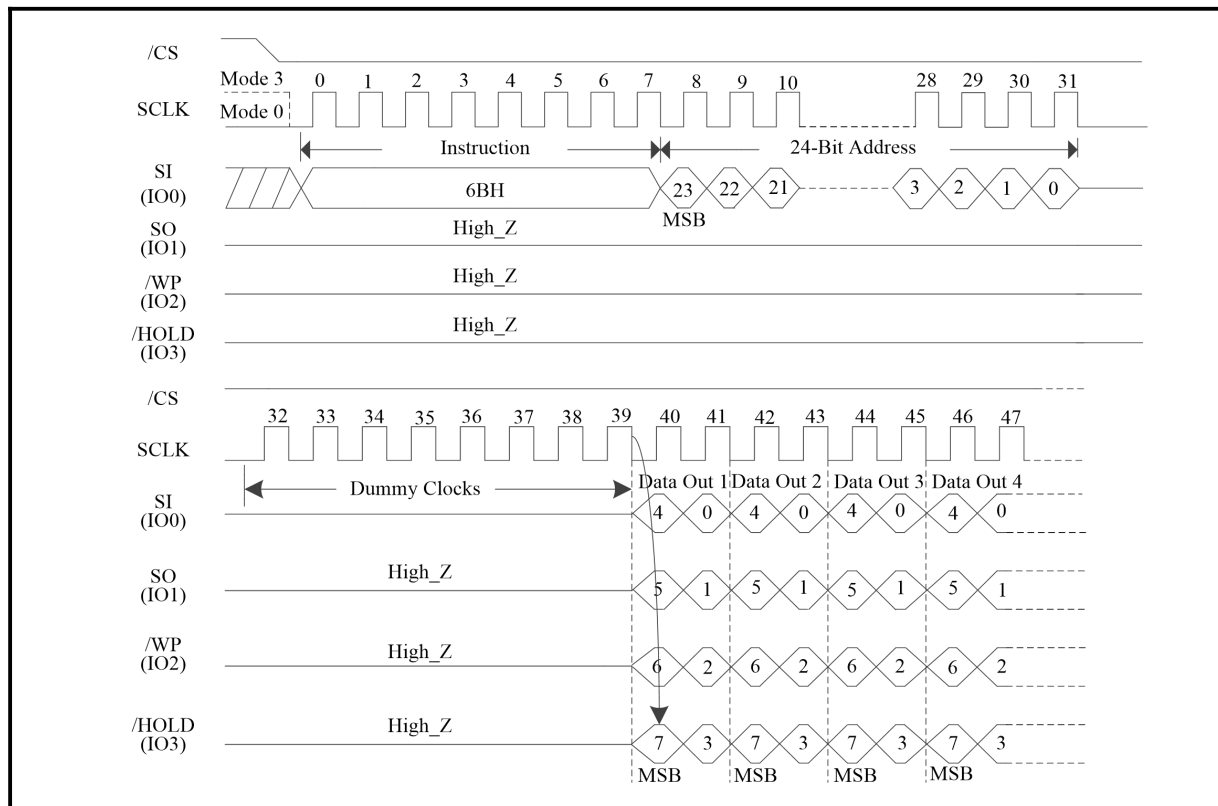 /CS
Mode 3 0 1 2 3 4 5 6 7 8 9 10 28 29 30 31
SCLK Mode 0
Instruction 24-Bit Address
SI
(IO0) 6BH 23 22 21 3 2 1 0
MSB
SO
(IO1) High_Z
/WP
(IO2) High_Z
/HOLD
(IO3) High_Z
/CS
32 33 34 35 36 37 38 39 40 41 42 43 44 45 46 47
SCLK
Dummy Clocks Data Out 1 Data Out 2 Data Out 3 Data Out 4
SI
(IO0) 4 0 4 0 4 0 4 0
SO
(IO1) High_Z 5 1 5 1 5 1 5 1
/WP
(IO2) High_Z 6 2 6 2 6 2 6 2
/HOLD
(IO3) High_Z 7 3 7 3 7 3 7 3
MSB MSB MSB MSB